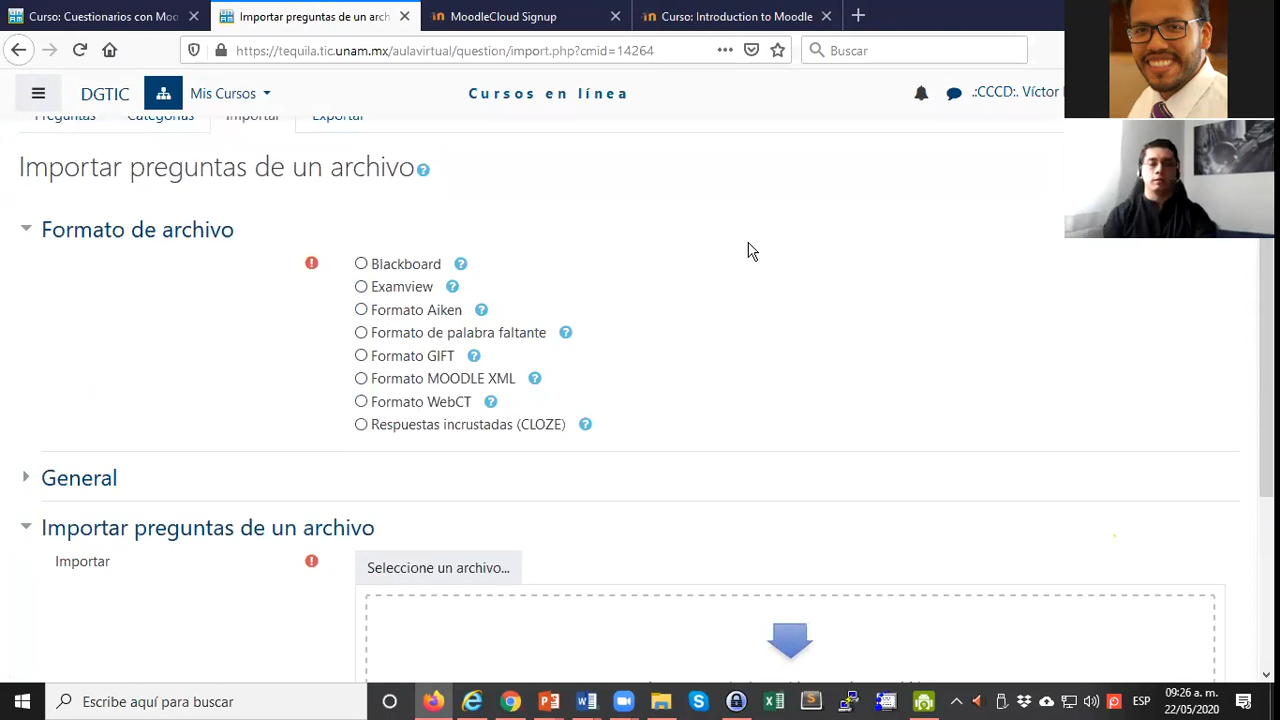 Curso: Cuestionarios con Moo
Importar preguntas de un arch
MoodleCloud Signup
Curso: Introduction to Moodle
https://tequila.tic.unam.mx/aulavirtual/question/import.php?cmid=14264
Buscar
DGTIC
Mis Cursos
Cursos en línea
.:CCCD:. Víctor
Preguntas
Categorías
Importar
Exportar
Importar preguntas de un archivo
Formato de archivo
Blackboard
Examview
Formato Aiken
Formato de palabra faltante
Formato GIFT
Formato MOODLE XML
Formato WebCT
Respuestas incrustadas (CLOZE)
General
Importar preguntas de un archivo
Importar
Seleccione un archivo...
Escribe aquí para buscar
ESP
09:26 a. m.
22/05/2020